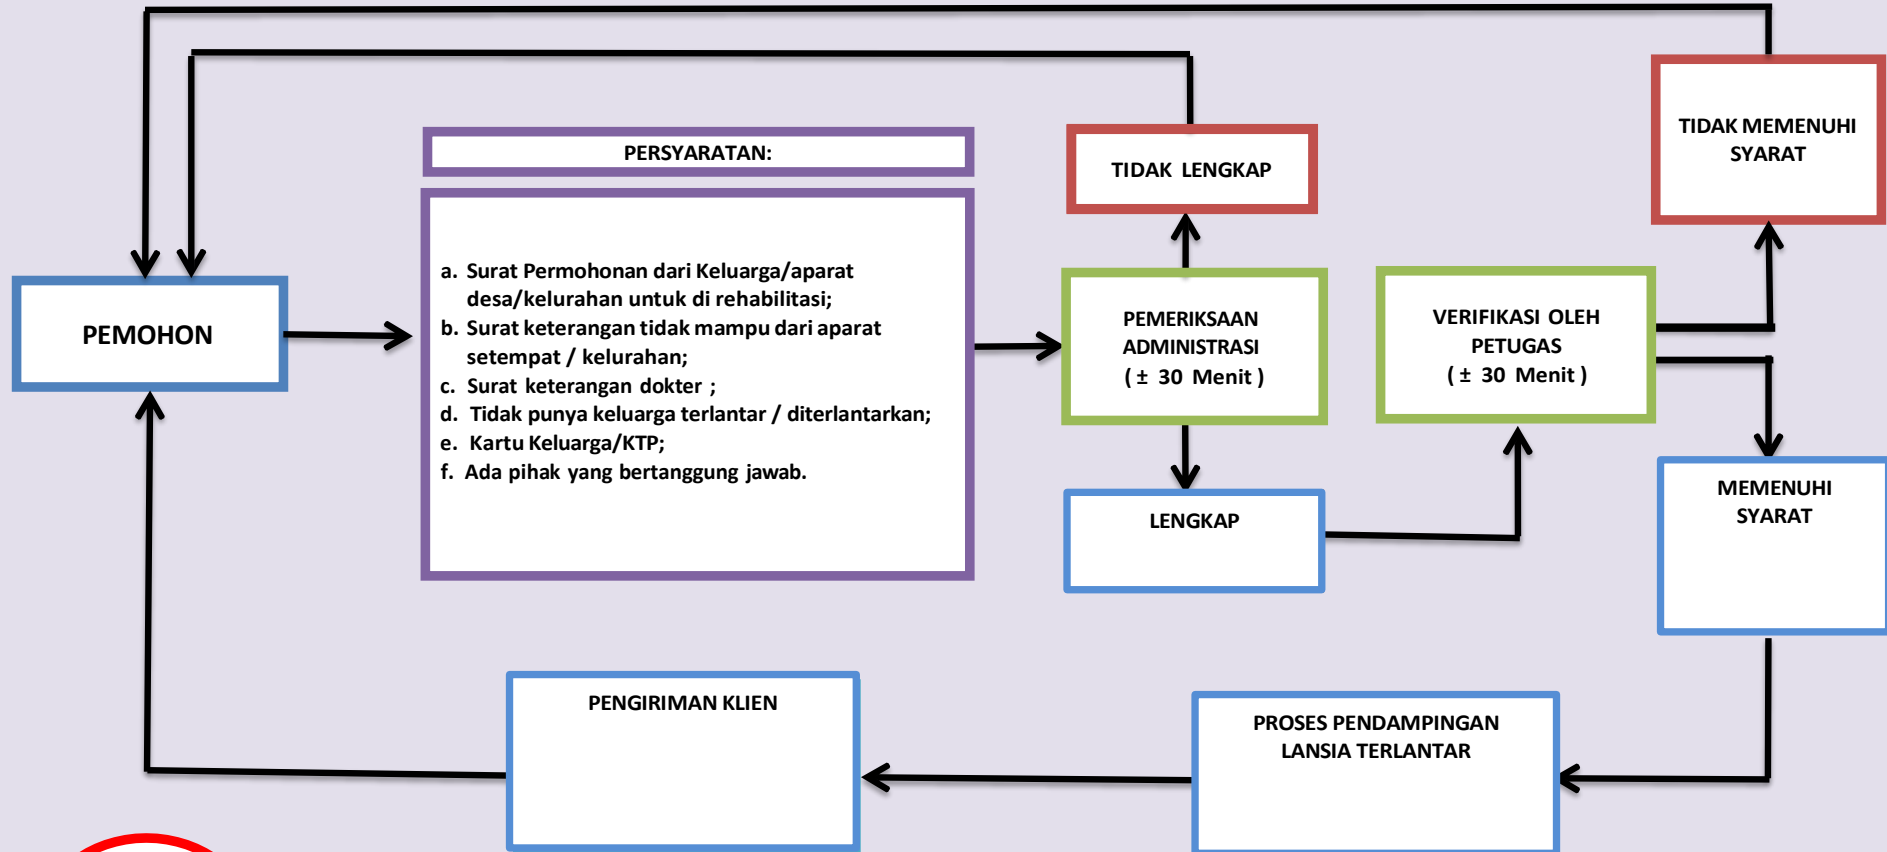 TIDAK MEMENUHI
SYARAT
PERSYARATAN:
TIDAK LENGKAP
a. Surat Permohonan dari Keluarga/aparat
desa/kelurahan untuk di rehabilitasi;
b. Surat keterangan tidak mampu dari aparat
setempat / kelurahan;
c. Surat keterangan dokter ;
d. Tidak punya keluarga terlantar / diterlantarkan;
e. Kartu Keluarga/KTP;
f. Ada pihak yang bertanggung jawab.
PEMOHON
PEMERIKSAAN
ADMINISTRASI
( ± 30 Menit )
VERIFIKASI OLEH
PETUGAS
( ± 30 Menit )
LENGKAP
MEMENUHI
SYARAT
PENGIRIMAN KLIEN
PROSES PENDAMPINGAN
LANSIA TERLANTAR